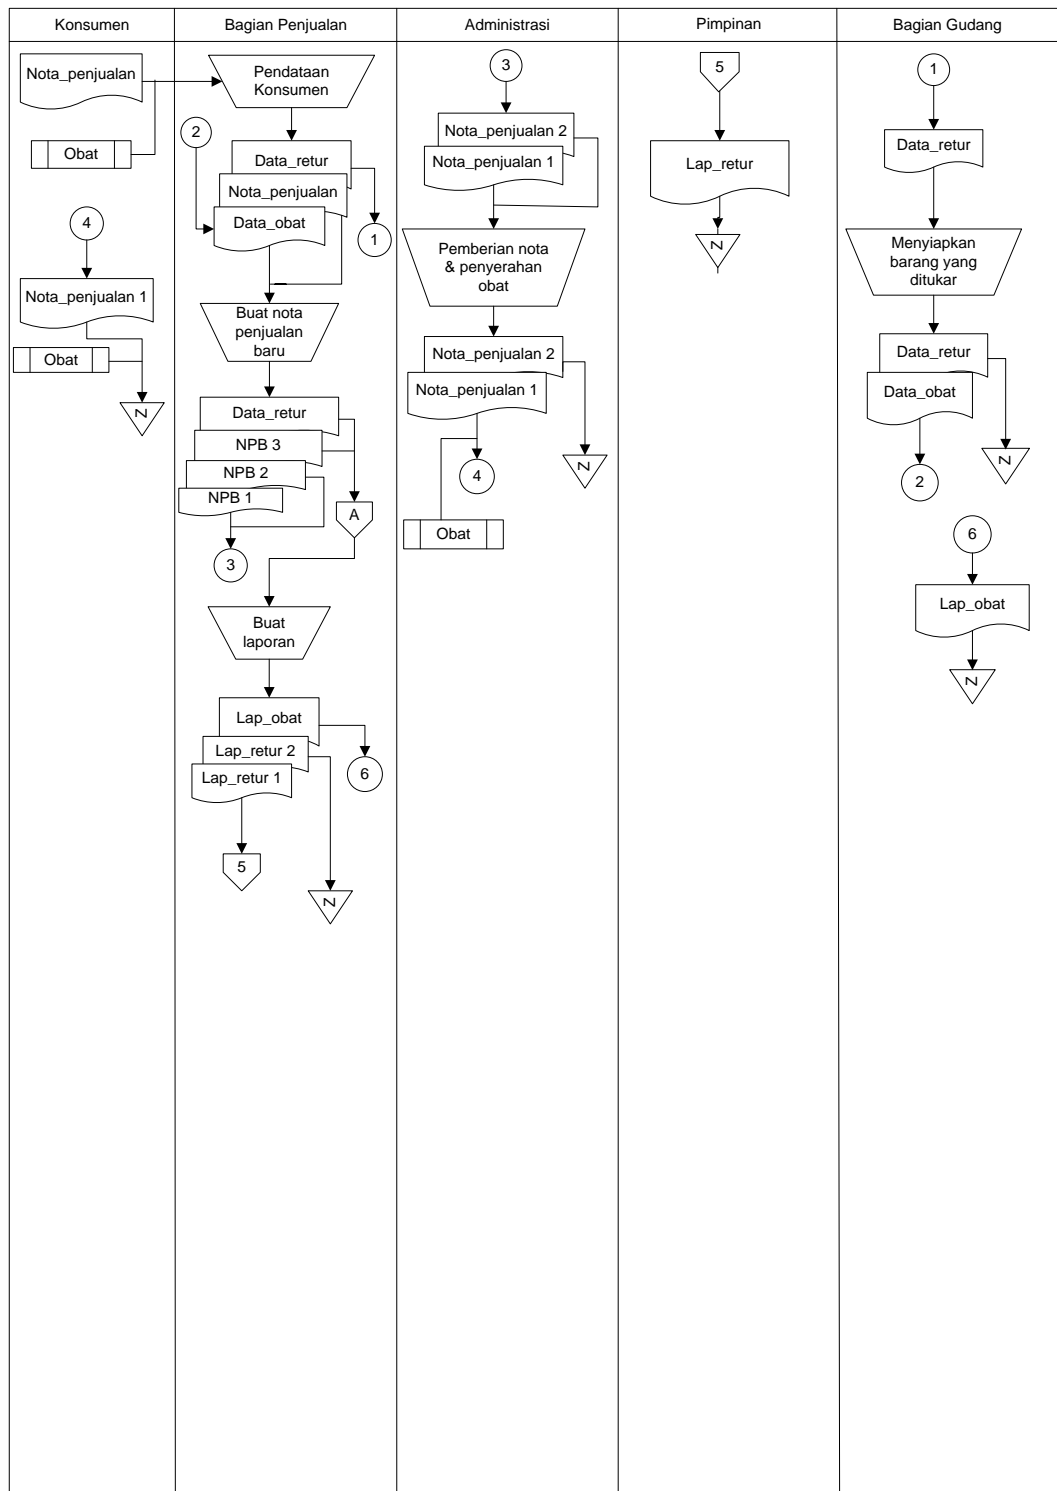 Konsumen
Bagian Penjualan
Administrasi
Pimpinan
Bagian Gudang
Nota_penjualan
Obat
4
Nota_penjualan 1
Obat
Z
Pendataan
Konsumen
2
Data_retur
Nota_penjualan
Data_obat
1
Buat nota
penjualan
baru
Data_retur
NPB 3
NPB 2
NPB 1
A
3
Buat
laporan
Lap_obat
Lap_retur 2
Lap_retur 1
6
5
Z
3
Nota_penjualan 2
Nota_penjualan 1
Pemberian nota
& penyerahan
obat
Nota_penjualan 2
Nota_penjualan 1
Z
4
Obat
5
Lap_retur
Z
1
Data_retur
Menyiapkan
barang yang
ditukar
Data_retur
Data_obat
Z
2
6
Lap_obat
Z